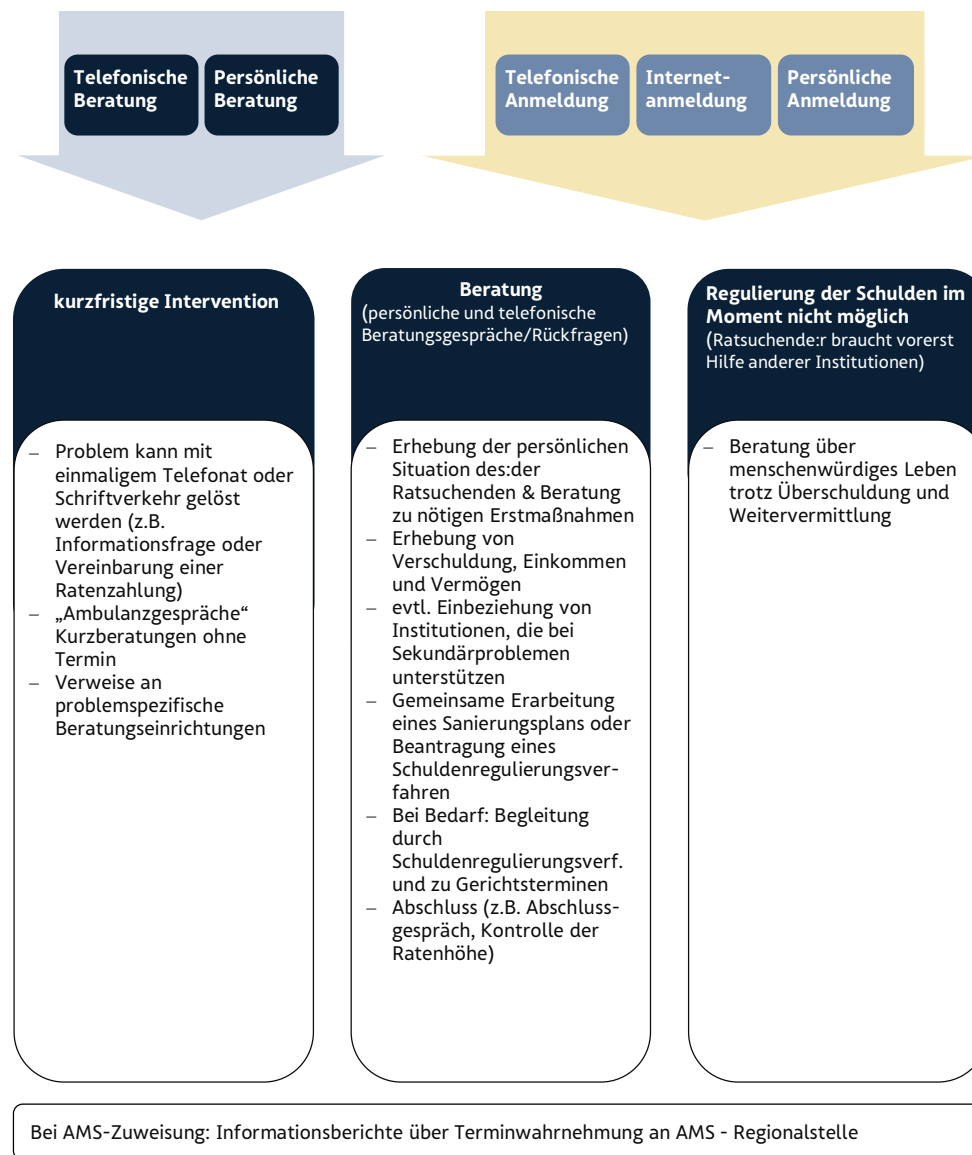 Telefonische
Beratung
Persönliche
Beratung
Telefonische
Anmeldung
Internet-
anmeldung
Persönliche
Anmeldung
kurzfristige Intervention
– Problem kann mit
einmaligem Telefonat oder
Schriftverkehr gelöst
werden (z.B.
Informationsfrage oder
Vereinbarung einer
Ratenzahlung)
– „Ambulanzgespräche“
Kurzberatungen ohne
Termin
– Verweise an
problemspezifische
Beratungseinrichtungen
Beratung
(persönliche und telefonische
Beratungsgespräche/Rückfragen)
– Erhebung der persönlichen
Situation des:der
Ratsuchenden & Beratung
zu nötigen Erstmaßnahmen
– Erhebung von
Verschuldung, Einkommen
und Vermögen
– evtl. Einbeziehung von
Institutionen, die bei
Sekundärproblemen
unterstützen
– Gemeinsame Erarbeitung
eines Sanierungsplans oder
Beantragung eines
Schuldenregulierungsver-
fahren
– Bei Bedarf: Begleitung
durch
Schuldenregulierungsverf.
und zu Gerichtsterminen
– Abschluss (z.B. Abschluss-
gespräch, Kontrolle der
Ratenhöhe)
Regulierung der Schulden im
Moment nicht möglich
(Ratsuchende:r braucht vorerst
Hilfe anderer Institutionen)
– Beratung über
menschenwürdiges Leben
trotz Überschuldung und
Weitervermittlung
Bei AMS-Zuweisung: Informationsberichte über Terminwahrnehmung an AMS - Regionalstelle